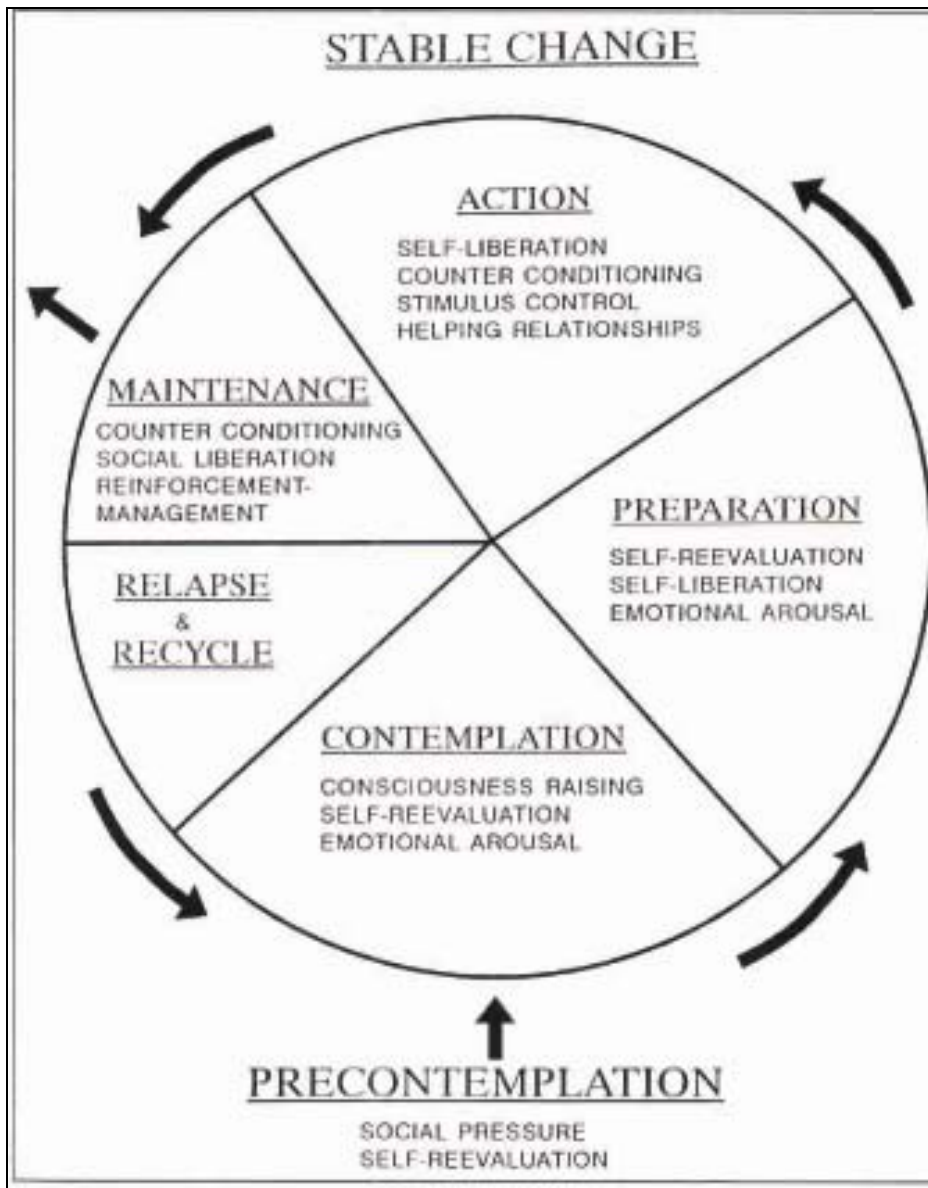 STABLE CHANGE
ACTION
SELF-LIBERATION
COUNTER CONDITIONING
STIMULUS CONTROL
HELPING RELATIONSHIPS
MAINTENANCE
COUNTER CONDITIONING
SOCIAL LIBERATION
REINFORCEMENT-
MANAGEMENT
PREPARATION
SELF-REEVALUATION
SELF-LIBERATION
EMOTIONAL AROUSAL
RELAPSE
&
RECYCLE
CONTEMPLATION
CONSCIOUSNESS RAISING
SELF-REEVALUATION
EMOTIONAL AROUSAL
PRECONTEMPLATION
SOCIAL PRESSURE
SELF-REEVALUATION